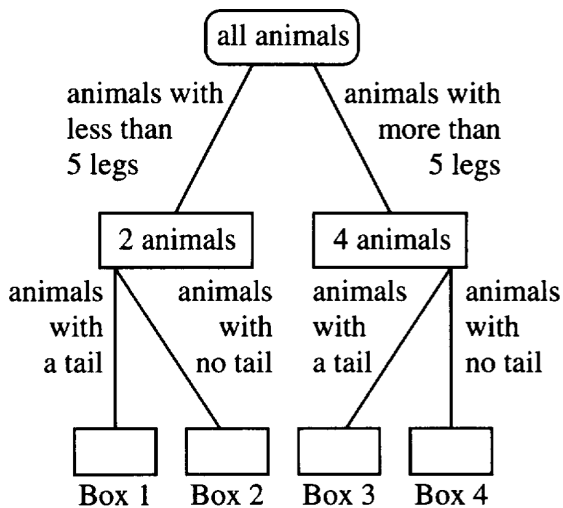 all animals
animals with
less than
5 legs
animals with
more than
5 legs
2 animals
4 animals
animals
with
a tail
animals
with
no tail
animals
with
a tail
animals
with
no tail
Box 1
Box 2
Box 3
Box 4